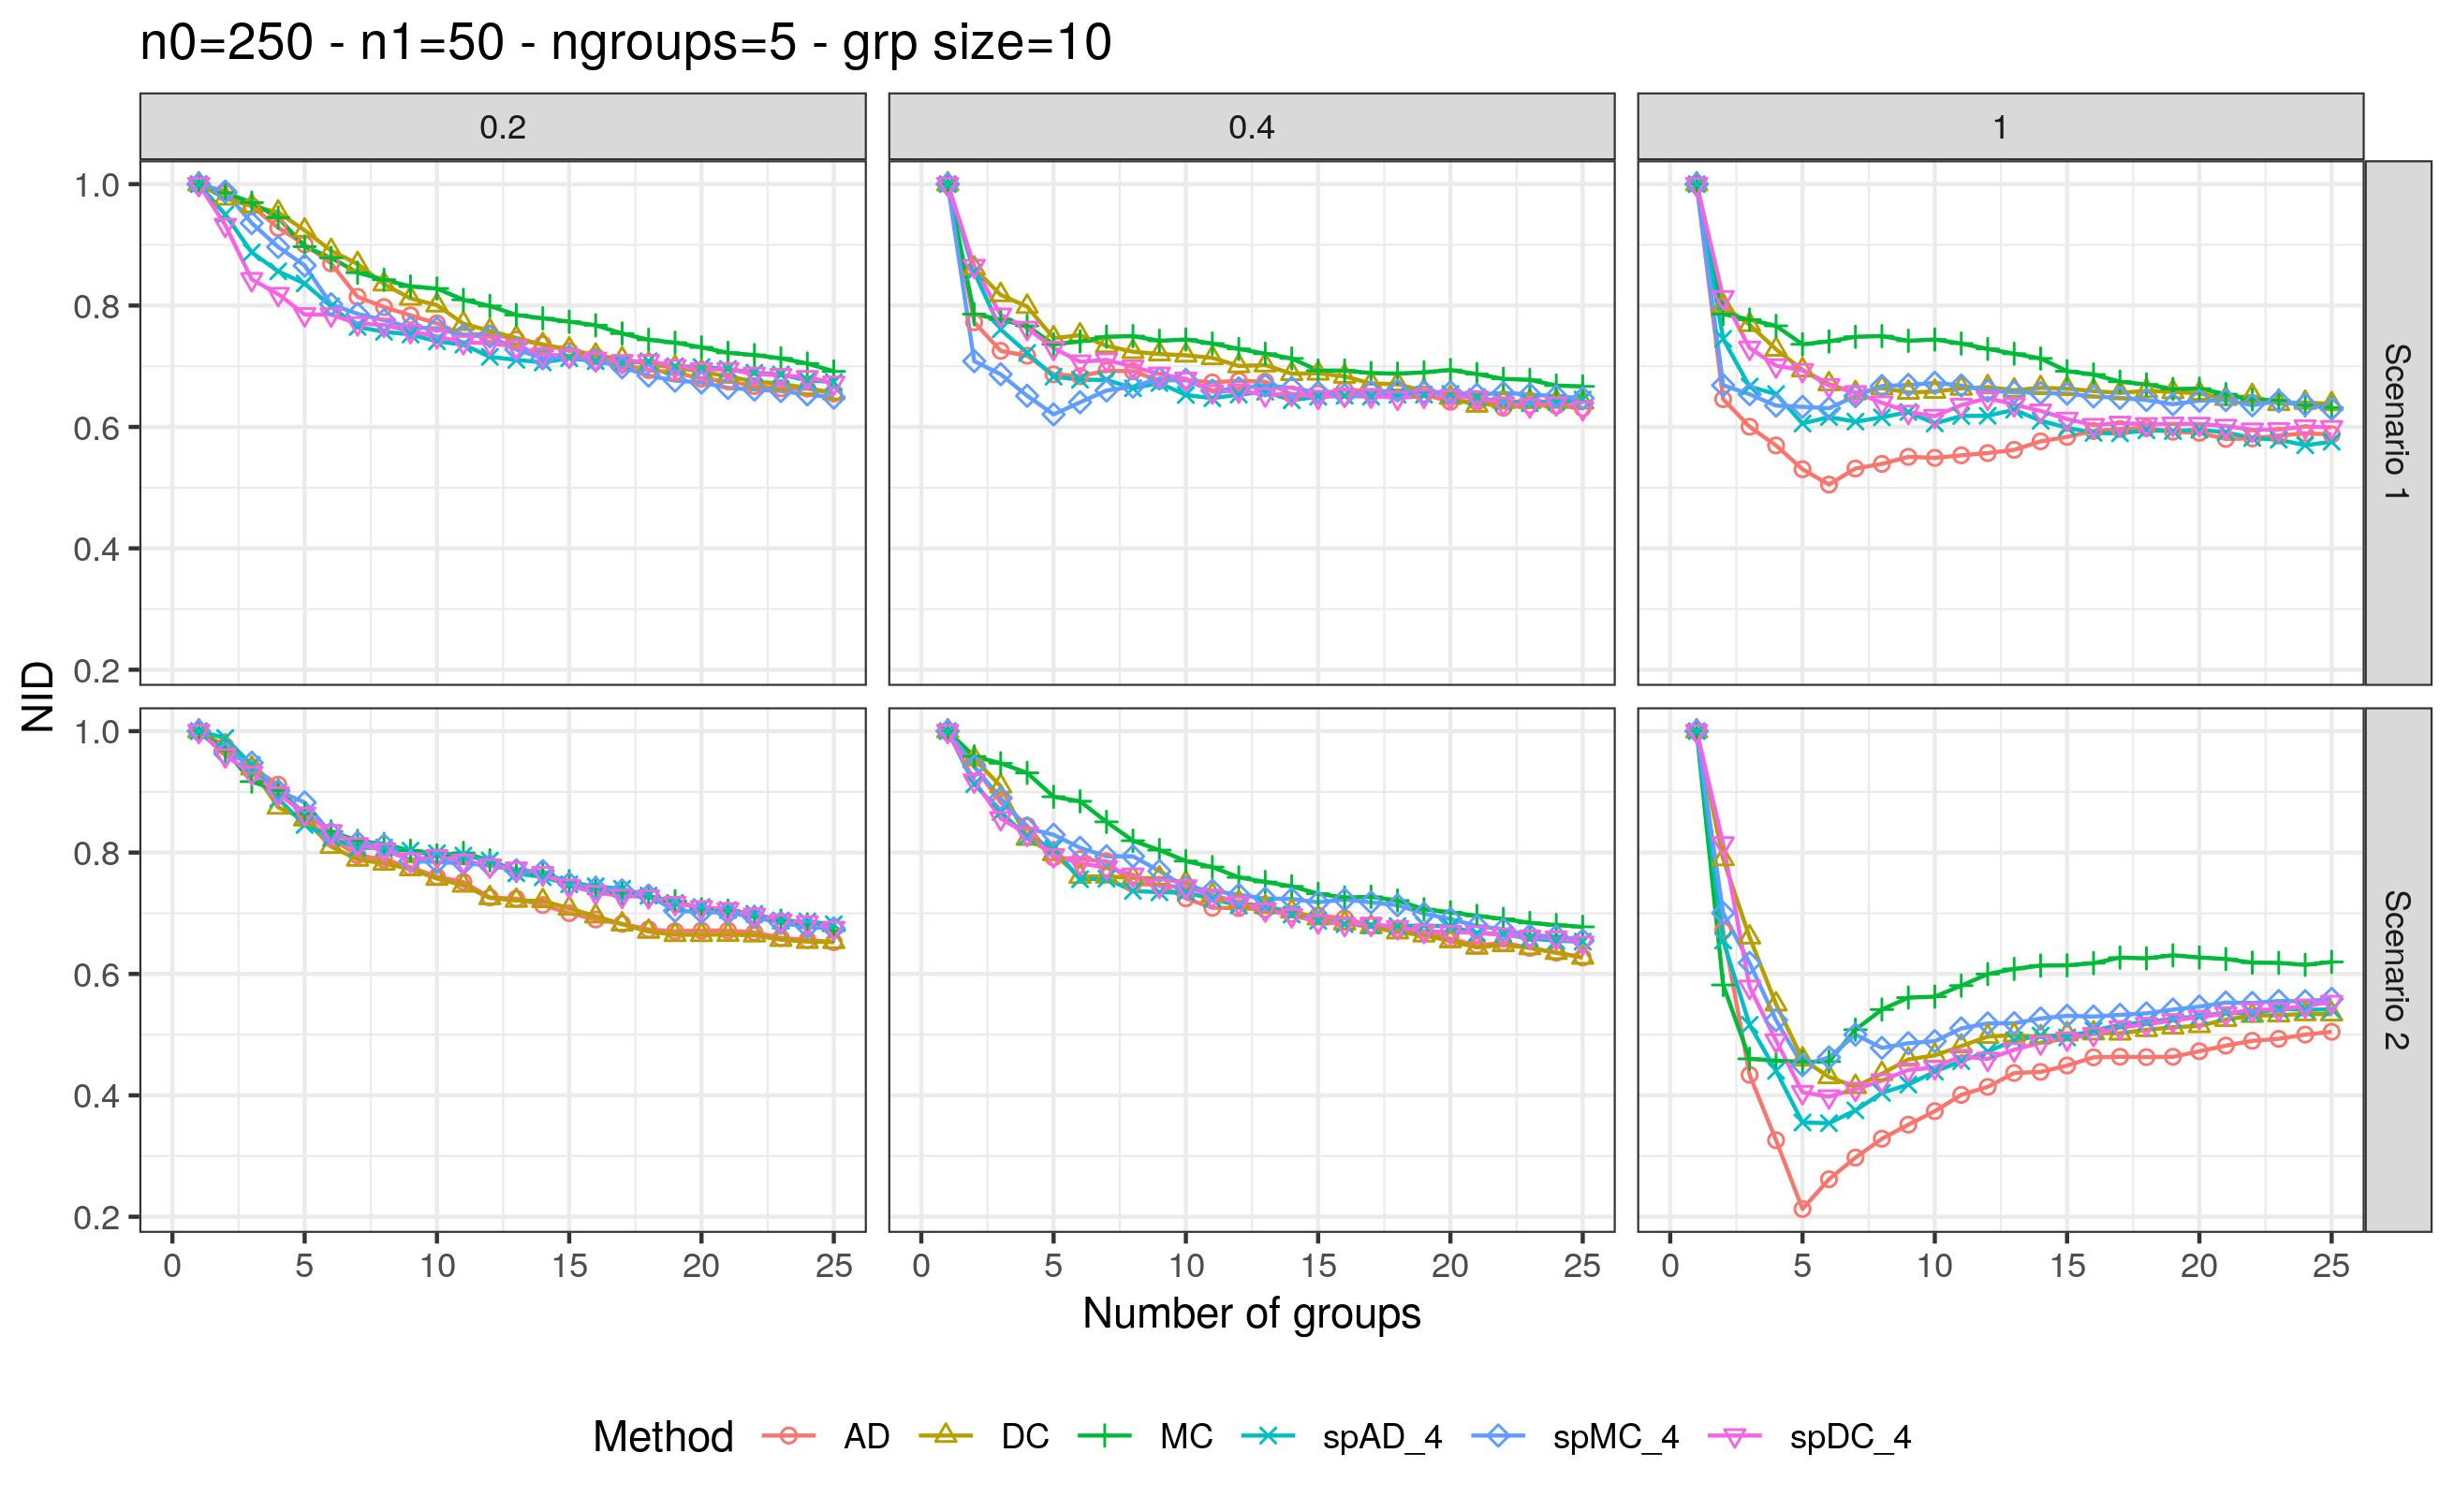 n0=250 - n1=50 - ngroups=5 - grp size=10
0.2 0.4 1
1.0
0.8
0.6
0.4
0.2
Scenario 1
NID
1.0
0.8
0.6
0.4
0.2
Scenario 2
0 5 10 15 20 25 0 5 10 15 20 25 0 5 10 15 20 25
Number of groups
Method AD DC MC spAD_4 spMC_4 spDC_4